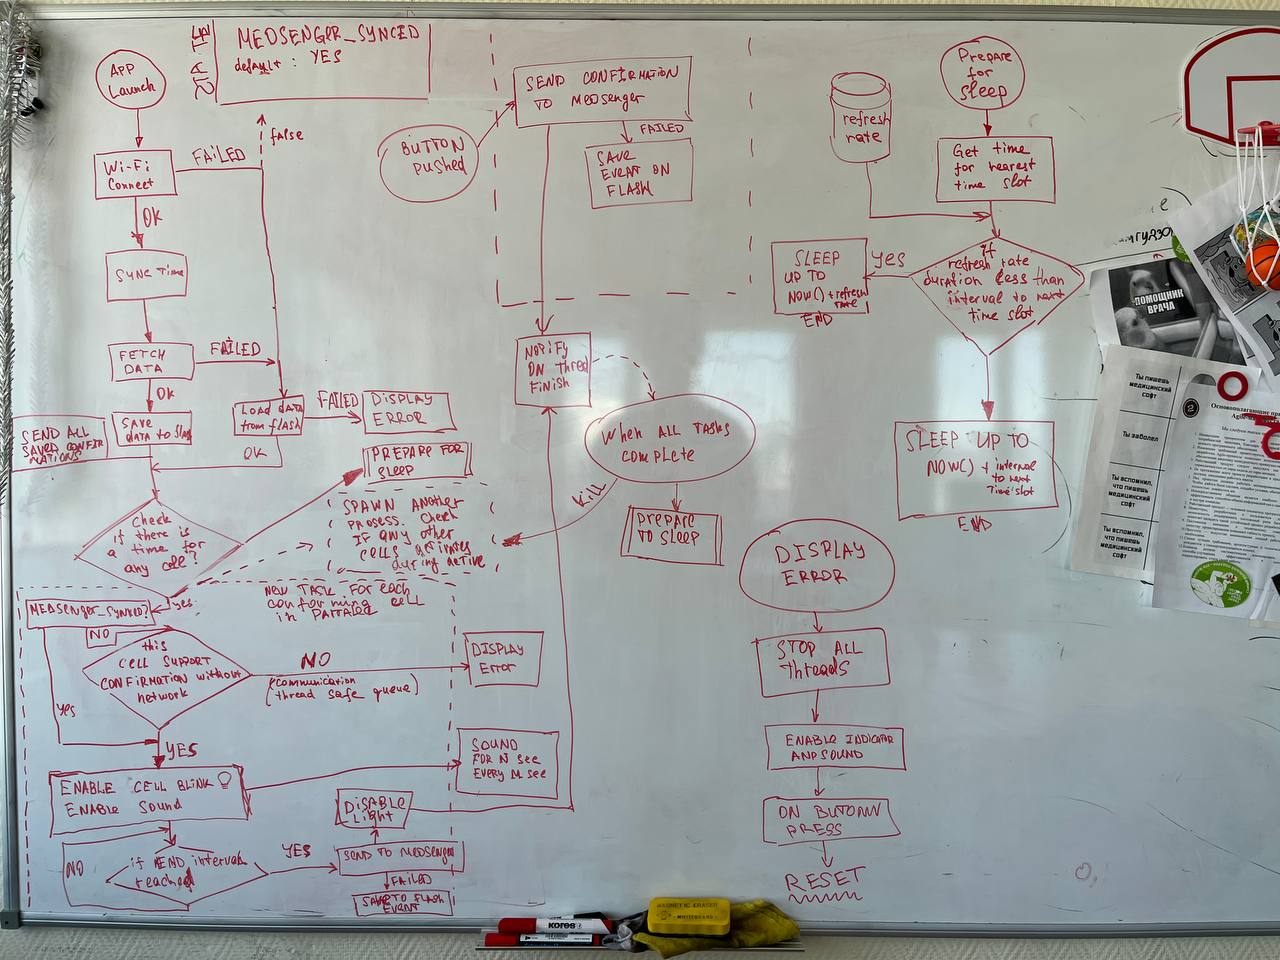 APP
Launch
STATE
MEDSENGER_SYNCED
default : YES
false
Wi-Fi
Connect
FAILED
OK
SYNC Time
FETCH
DATA
FAILED
OK
SAVE
DATA to flash
SEND ALL
SAVED CONFIR
MATIONS
Load data
from flash
FAILED
DISPLAY
ERROR
OK
PREPARE FOR
SLEEP
Check
if there is
a time for
any cell?
SPAWN ANOTHER
PROSESS. Check
IF any other
CELLS activates
during active
yes
NEW TASK FOR each
conforming cell
in PARRALEL
MEDSENGER_SYNCED?
NO
yes
this
CELL SUPPORT
CONFIRMATION without
network
NO
(communication
thread safe queue)
DISPLAY
Error
YES
ENABLE CELL BLINK
ENABLE Sound
SOUND
FOR N sec
EVERY M sec
NO
if END interval
reached
YES
DISABLE
Light
SEND TO MEDSENGER
FAILED
SAVE TO FLASH
EVENT
BUTTON
pushed
SEND CONFIRMATION
TO MEDSENGER
FAILED
SAVE
EVENT ON
FLASH
NOTIFY
ON THREAD
FINISH
When ALL TASKS
COMPLETE
KILL
PREPARE
TO SLEEP
DISPLAY
ERROR
STOP ALL
threads
ENABLE INDICATOR
AND SOUND
ON BUTONN
PRESS
RESET
Prepare
for
sleep
refresh
rate
Get time
for nearest
time slot
if
refresh rate
duration less than
interval to next
time slot
yes
SLEEP
UP TO
NOW() + refresh
rate
END
SLEEP UP TO
NOW() + interval
to next
time slot
END
ПОМОЩНИК
ВРАЧА
Ты пишешь
медицинский
софт
Ты заболел
Ты вспомнил,
что пишешь
медицинский
софт
Ты вспомнил,
что пишешь
медицинский
софт
2
KORES
MAGNETIC ERASER
WHITEBOARD